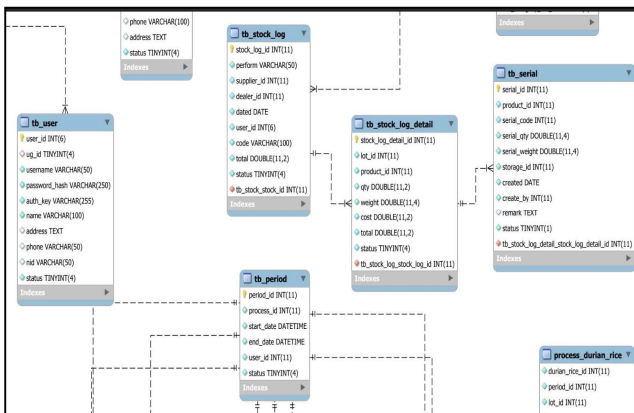 phone VARCHAR(100)
address TEXT
status TINYINT(4)
Indexes
tb_stock_log
stock_log_id INT(11)
perform VARCHAR(50)
supplier_id INT(11)
dealer_id INT(11)
dated DATE
user_id INT(6)
code VARCHAR(100)
total DOUBLE(11,2)
status TINYINT(4)
tb_stock_stock_id INT(11)
Indexes
Indexes
tb_serial
serial_id INT(11)
product_id INT(11)
serial_code INT(11)
serial_qty DOUBLE(11,4)
serial_weight DOUBLE(11,4)
storage_id INT(11)
created DATE
create_by INT(11)
remark TEXT
status TINYINT(1)
tb_stock_log_detail_stock_log_detail_id INT(11)
Indexes
tb_user
user_id INT(6)
ug_id TINYINT(4)
username VARCHAR(50)
password_hash VARCHAR(250)
auth_key VARCHAR(255)
name VARCHAR(100)
address TEXT
phone VARCHAR(50)
nid VARCHAR(50)
status TINYINT(4)
Indexes
tb_stock_log_detail
stock_log_detail_id INT(11)
lot_id INT(11)
product_id INT(11)
qty DOUBLE(11,2)
weight DOUBLE(11,4)
cost DOUBLE(11,2)
total DOUBLE(11,2)
status TINYINT(4)
tb_stock_log_stock_log_id INT(11)
Indexes
tb_period
period_id INT(11)
process_id INT(11)
start_date DATETIME
end_date DATETIME
user_id INT(11)
status TINYINT(4)
Indexes
process_durian_rice
durian_rice_id INT(11)
period_id INT(11)
lot_id INT(11)